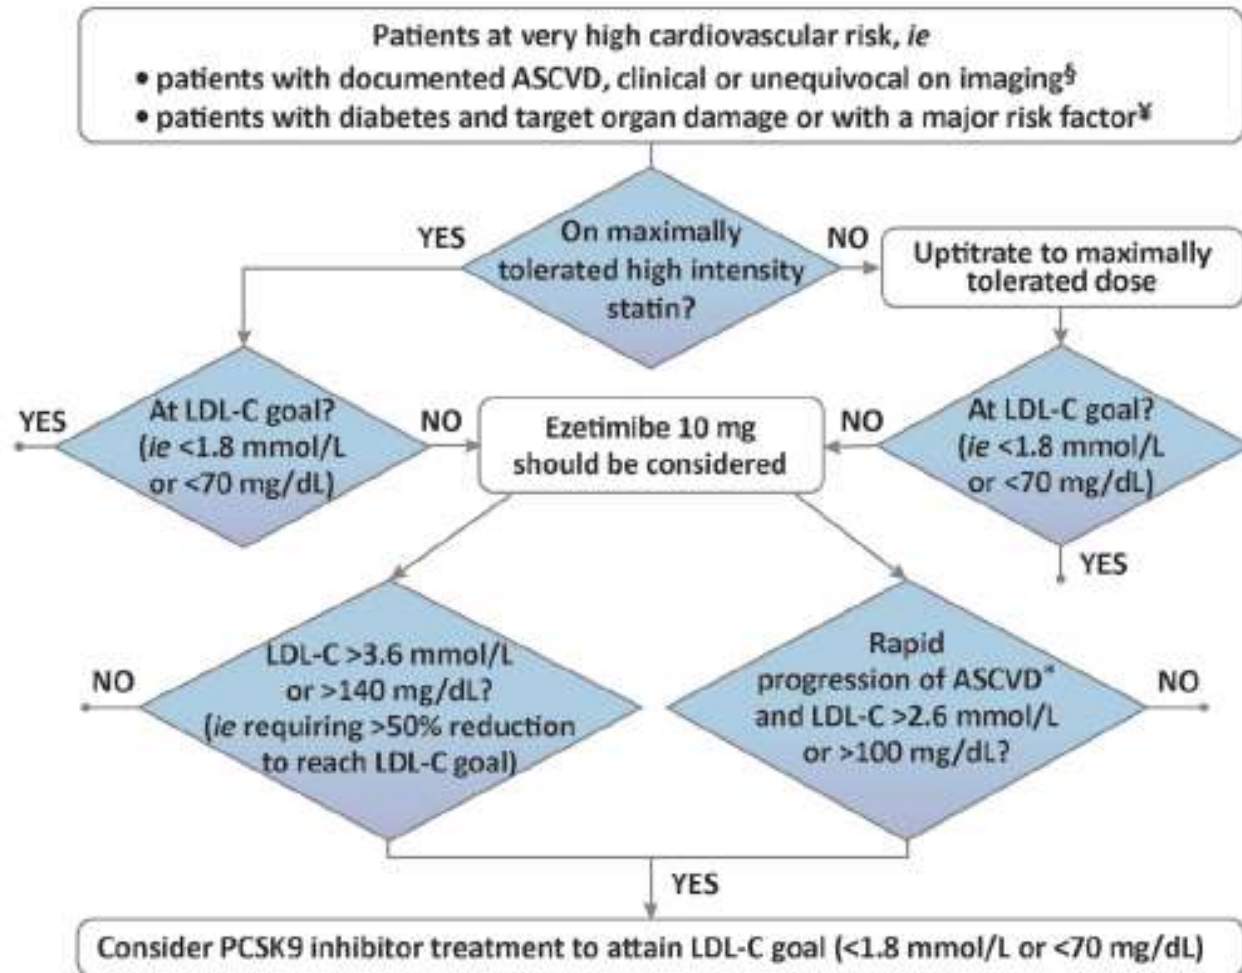 Patients at very high cardiovascular risk, ie
• patients with documented ASCVD, clinical or unequivocal on imaging§
• patients with diabetes and target organ damage or with a major risk factor¥
YES
On maximally
tolerated high intensity
statin?
NO
Uptitrate to maximally
tolerated dose
YES
At LDL-C goal?
(ie <1.8 mmol/L
or <70 mg/dL)
NO
Ezetimibe 10 mg
should be considered
NO
At LDL-C goal?
(ie <1.8 mmol/L
or <70 mg/dL)
YES
NO
LDL-C >3.6 mmol/L
or >140 mg/dL?
(ie requiring >50% reduction
to reach LDL-C goal)
Rapid
progression of ASCVD*
and LDL-C >2.6 mmol/L
or >100 mg/dL?
NO
YES
Consider PCSK9 inhibitor treatment to attain LDL-C goal (<1.8 mmol/L or <70 mg/dL)